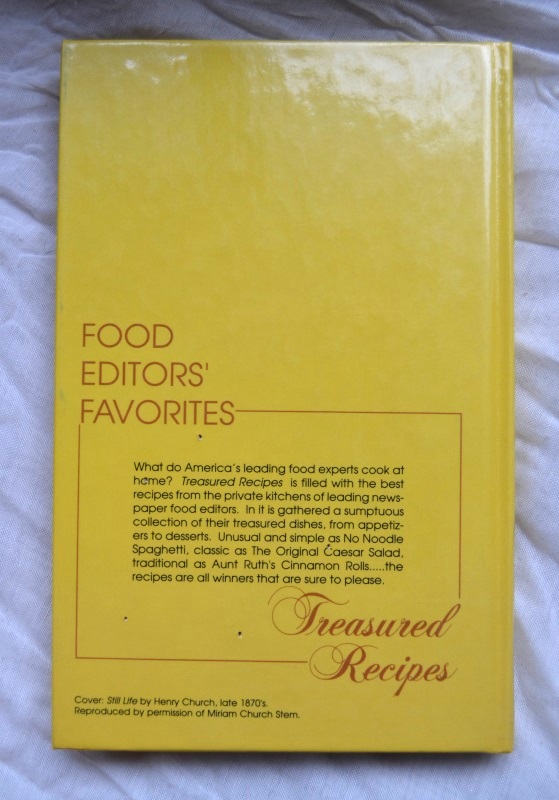 FOOD
EDITORS'
FAVORITES
What do America's leading food experts cook at
home? Treasured Recipes is filled with the best
recipes from the private kitchens of leading news-
paper food editors. In it is gathered a sumptuous
collection of their treasured dishes, from appetiz-
ers to desserts. Unusual and simple as No Noodle
Spaghetti, classic as The Original Caesar Salad,
traditional as Aunt Ruth's Cinnamon Rolls.....the
recipes are all winners that are sure to please.
Treasured
Recipes
Cover: Still Life by Henry Church, late 1870's.
Reproduced by permission of Miriam Church Stem.